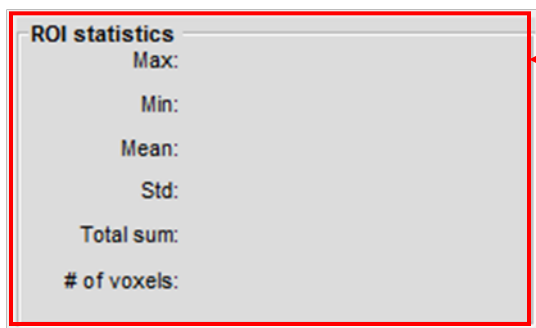 ROI statistics
Max:
Min:
Mean:
Std:
Total sum:
# of voxels: